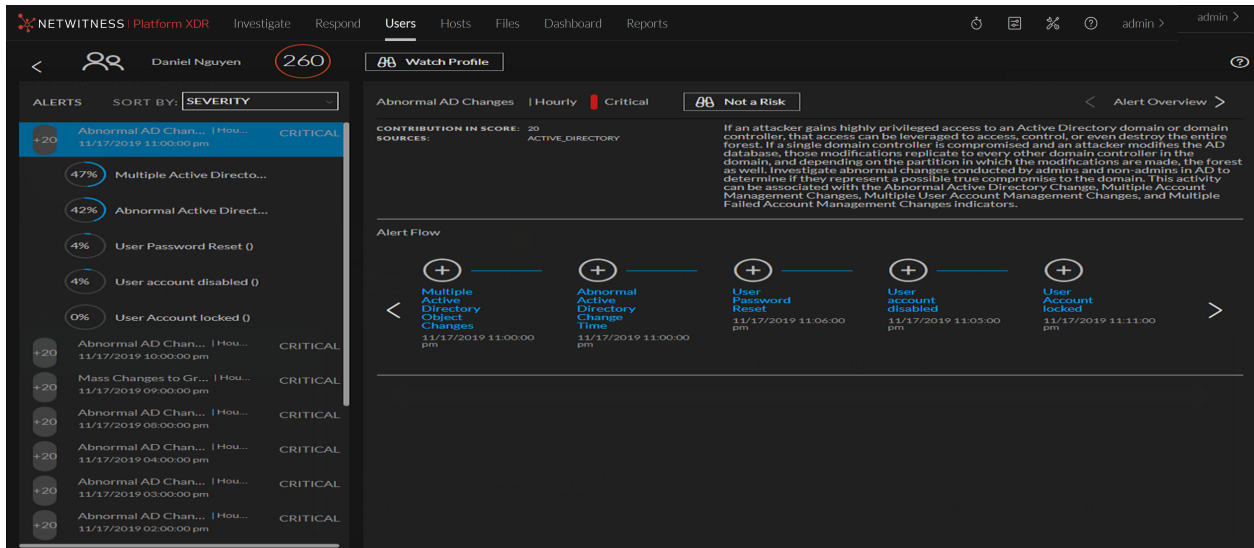 NETWITNESS | Platform XDR Investigate Respond Users Hosts Files Dashboard Reports admin > admin >
Daniel Nguyen 260 Watch Profile
ALERTS SORT BY: SEVERITY
+20 Abnormal AD Chan... | Hou... CRITICAL
11/17/2019 11:00:00 pm
47% Multiple Active Directo...
42% Abnormal Active Direct...
4% User Password Reset ()
4% User account disabled ()
0% User Account locked ()
+20 Abnormal AD Chan... | Hou... CRITICAL
11/17/2019 10:00:00 pm
+20 Mass Changes to Gr... | Hou... CRITICAL
11/17/2019 09:00:00 pm
+20 Abnormal AD Chan... | Hou... CRITICAL
11/17/2019 08:00:00 pm
+20 Abnormal AD Chan... | Hou... CRITICAL
11/17/2019 04:00:00 pm
+20 Abnormal AD Chan... | Hou... CRITICAL
11/17/2019 03:00:00 pm
+20 Abnormal AD Chan... | Hou... CRITICAL
11/17/2019 02:00:00 pm
Abnormal AD Changes | Hourly Critical Not a Risk < Alert Overview >
CONTRIBUTION IN SCORE: 20
SOURCES: ACTIVE_DIRECTORY
If an attacker gains highly privileged access to an Active Directory domain or domain
controller, that access can be leveraged to access, control, or even destroy the entire
forest. If a single domain controller is compromised and an attacker modifies the AD
database, those modifications replicate to every other domain controller in the
domain, and depending on the partition in which the modifications are made, the forest
as well. Investigate abnormal changes conducted by admins and non-admins in AD to
determine if they represent a possible true compromise to the domain. This activity
can be associated with the Abnormal Active Directory Change, Multiple Account
Management Changes, Multiple User Account Management Changes, and Multiple
Failed Account Management Changes indicators.
Alert Flow
Multiple
Active
Directory
Object
Changes
11/17/2019 11:00:00
pm
Abnormal
Active
Directory
Change
Time
11/17/2019 11:00:00
pm
User
Password
Reset
11/17/2019 11:06:00
pm
User
account
disabled
11/17/2019 11:05:00
pm
User
Account
locked
11/17/2019 11:11:00
pm